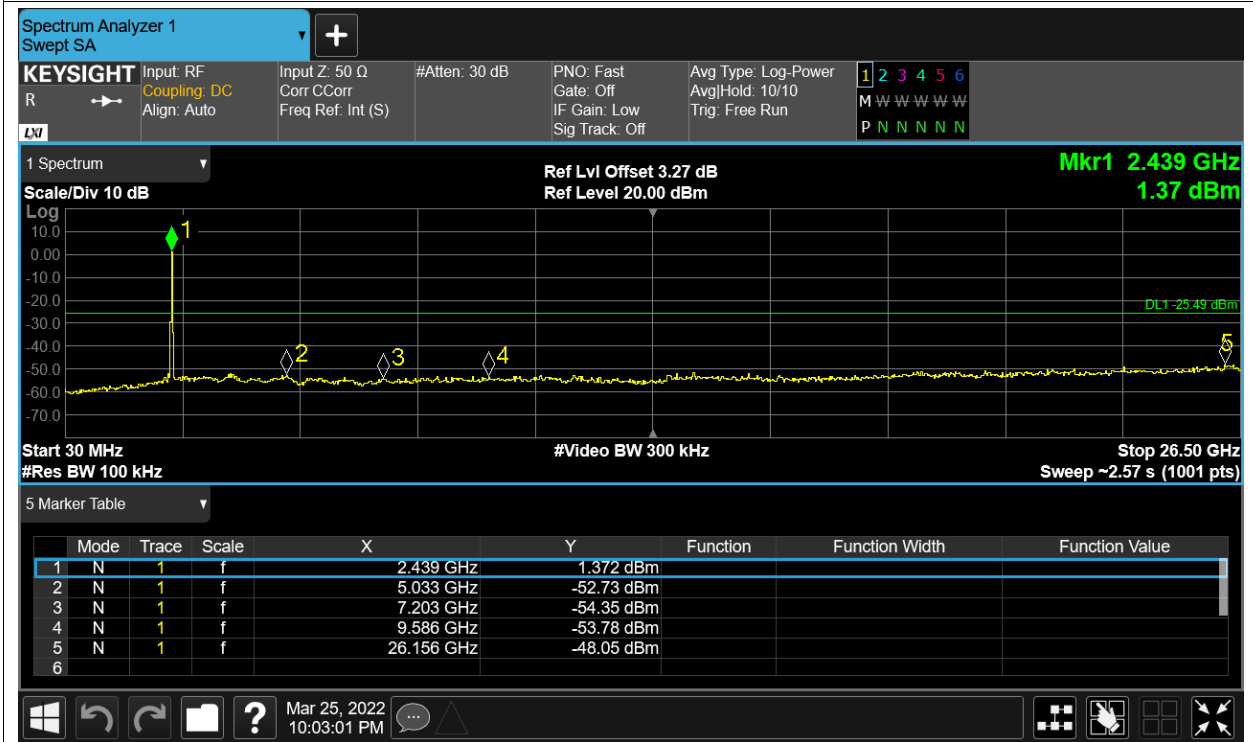 Spectrum Analyzer 1
Swept SA
+
KEYSIGHT
R
LXI
Input: RF
Coupling: DC
Align: Auto
Input Z: 50 Ω
Corr CCorr
Freq Ref: Int (S)
#Atten: 30 dB
PNO: Fast
Gate: Off
IF Gain: Low
Sig Track: Off
Avg Type: Log-Power
Avg|Hold: 10/10
Trig: Free Run
1 2 3 4 5 6
M W W W W W
P N N N N N
1 Spectrum
Scale/Div 10 dB
Ref Lvl Offset 3.27 dB
Ref Level 20.00 dBm
Mkr1 2.439 GHz
1.37 dBm
Log
10.0
0.00
-10.0
-20.0
-30.0
-40.0
-50.0
-60.0
-70.0
1
2
3
4
5
DL1 -25.49 dBm
Start 30 MHz
#Video BW 300 kHz
Stop 26.50 GHz
#Res BW 100 kHz
Sweep ~2.57 s (1001 pts)
5 Marker Table
Mode Trace Scale X Y Function Function Width Function Value
1 N 1 f 2.439 GHz 1.372 dBm
2 N 1 f 5.033 GHz -52.73 dBm
3 N 1 f 7.203 GHz -54.35 dBm
4 N 1 f 9.586 GHz -53.78 dBm
5 N 1 f 26.156 GHz -48.05 dBm
6
?
Mar 25, 2022
10:03:01 PM